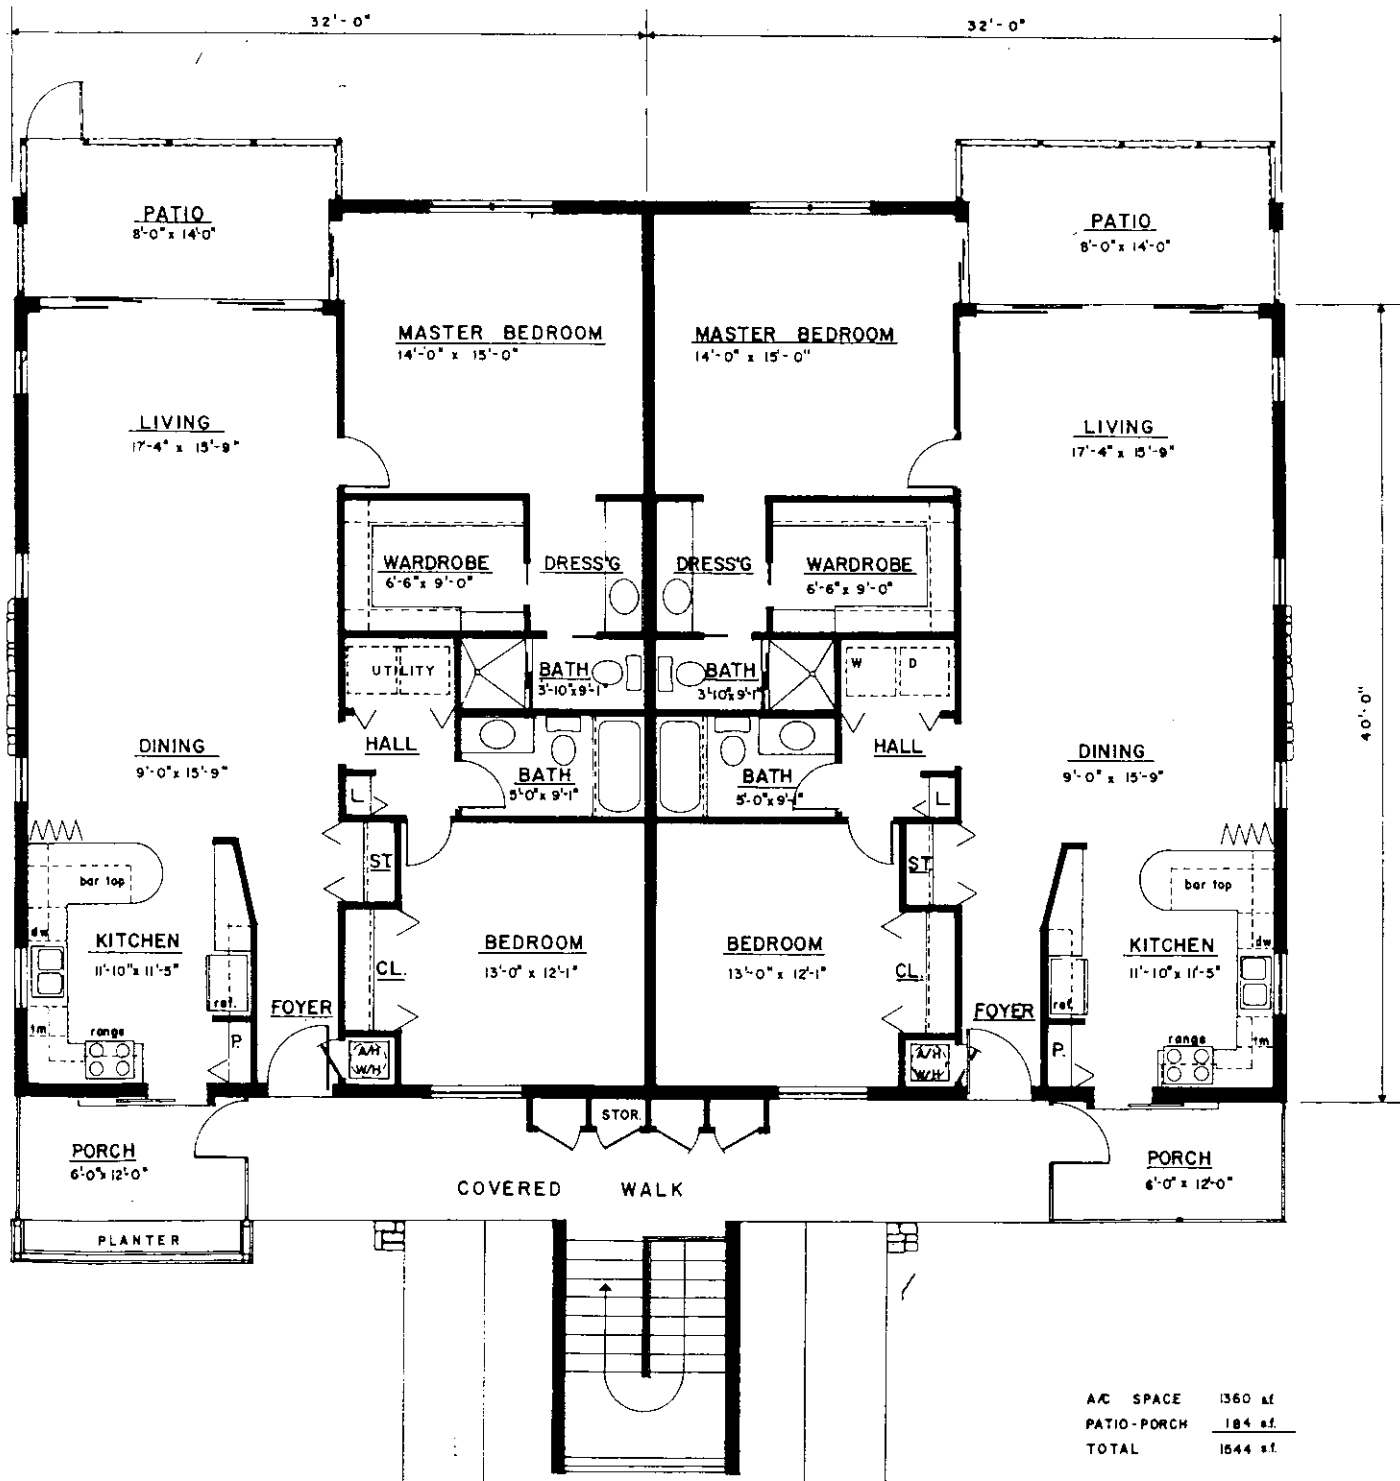 32'-0" 32'-0"
PATIO
8'-0" x 14'-0"
PATIO
8'-0" x 14'-0"
MASTER BEDROOM
14'-0" x 15'-0"
MASTER BEDROOM
14'-0" x 15'-0"
LIVING
17'-4" x 15'-9"
LIVING
17'-4" x 15'-9"
WARDROBE
6'-6" x 9'-0"
DRESS'G
DRESS'G
WARDROBE
6'-6" x 9'-0"
UTILITY
BATH
3'-10" x 9'-1"
BATH
3'-10" x 9'-1"
W D
40'-0"
DINING
9'-0" x 15'-9"
HALL
BATH
5'-0" x 9'-1"
BATH
5'-0" x 9'-1"
HALL
DINING
9'-0" x 15'-9"
L
L
ST.
ST.
bar top
bar top
dw
dw
KITCHEN
11'-10" x 11'-5"
BEDROOM
13'-0" x 12'-1"
BEDROOM
13'-0" x 12'-1"
KITCHEN
11'-10" x 11'-5"
CL.
CL.
ref.
FOYER
FOYER
ref.
tm
range
P.
A/H
W/H
A/H
W/H
P.
range
tm
STOR.
PORCH
6'-0" x 12'-0"
PORCH
6'-0" x 12'-0"
COVERED WALK
PLANTER
A/C SPACE 1360 s.f.
PATIO-PORCH 184 s.f.
TOTAL 1544 s.f.